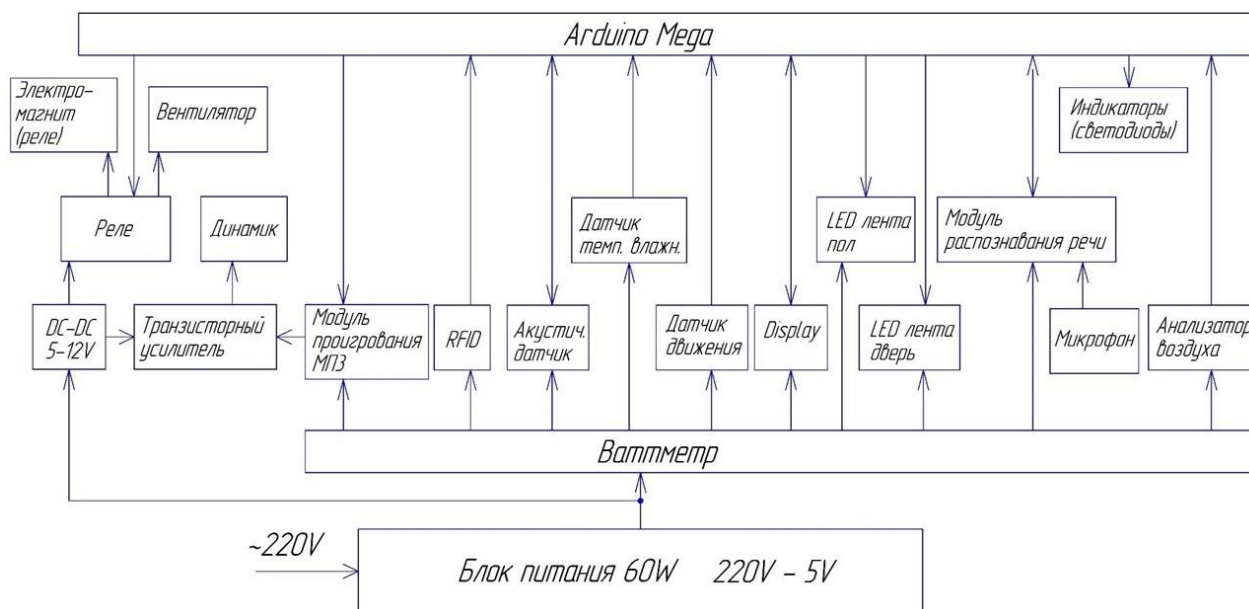 Arduino Mega
Электро-
магнит
(реле)
Вентилятор
Индикаторы
(светодиоды)
Реле
Динамик
Датчик
темп. влажн.
LED лента
пол
Модуль
распознавания речи
DC-DC
5-12V
Транзисторный
усилитель
Модуль
проигрования
МП3
RFID
Акустич.
датчик
Датчик
движения
Display
LED лента
дверь
Микрофон
Анализатор
воздуха
Ваттметр
~220V
Блок питания 60W 220V - 5V